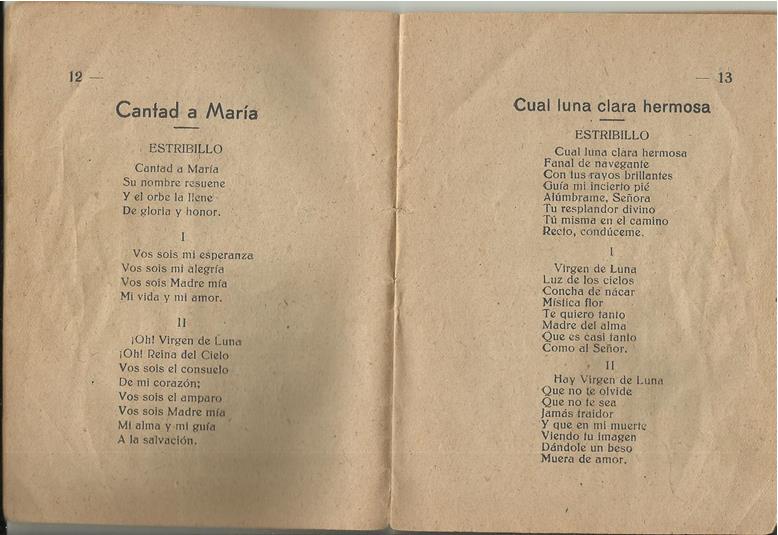 12 —
Cantad a María
ESTRIBILLO
Cantad a María
Su nombre resuene
Y el orbe la llene
De gloria y honor.
I
Vos sois mi esperanza
Vos sois mi alegría
Vos sois Madre mía
Mi vida y mi amor.
II
¡Oh! Virgen de Luna
¡Oh! Reina del Cielo
Vos sois el consuelo
De mi corazón;
Vos sois el amparo
Vos sois Madre mía
Mi alma y mi guía
A la salvación.
— 13
Cual luna clara hermosa
ESTRIBILLO
Cual luna clara hermosa
Fanal de navegante
Con tus rayos brillantes
Guía mi incierto pié
Alúmbrame, Señora
Tu resplandor divino
Tú misma en el camino
Recto, condúceme.
I
Virgen de Luna
Luz de los cielos
Concha de nácar
Mística flor
Te quiero tanto
Madre del alma
Que es casi tanto
Como al Señor.
II
Hay Virgen de Luna
Que no te olvide
Que no te sea
Jamás traidor
Y que en mi muerte
Viendo tu imagen
Dándole un beso
Muera de amor.